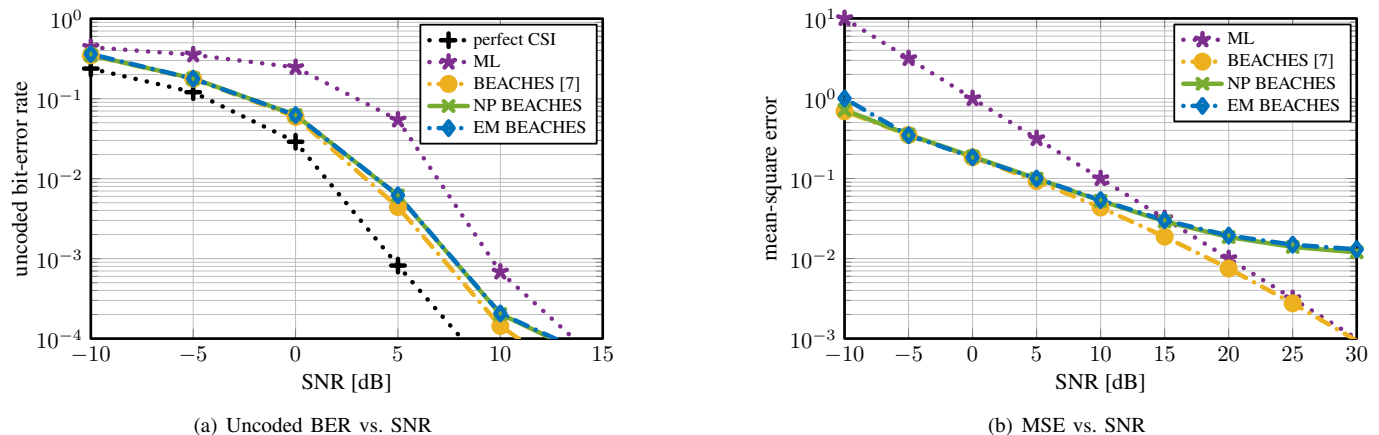 10^0
10^−1
10^−2
10^−3
10^−4
−10
−5
0
5
10
15
SNR [dB]
uncoded bit-error rate
perfect CSI
ML
BEACHES [7]
NP BEACHES
EM BEACHES
(a) Uncoded BER vs. SNR
10^1
10^0
10^−1
10^−2
10^−3
−10
−5
0
5
10
15
20
25
30
SNR [dB]
mean-square error
ML
BEACHES [7]
NP BEACHES
EM BEACHES
(b) MSE vs. SNR